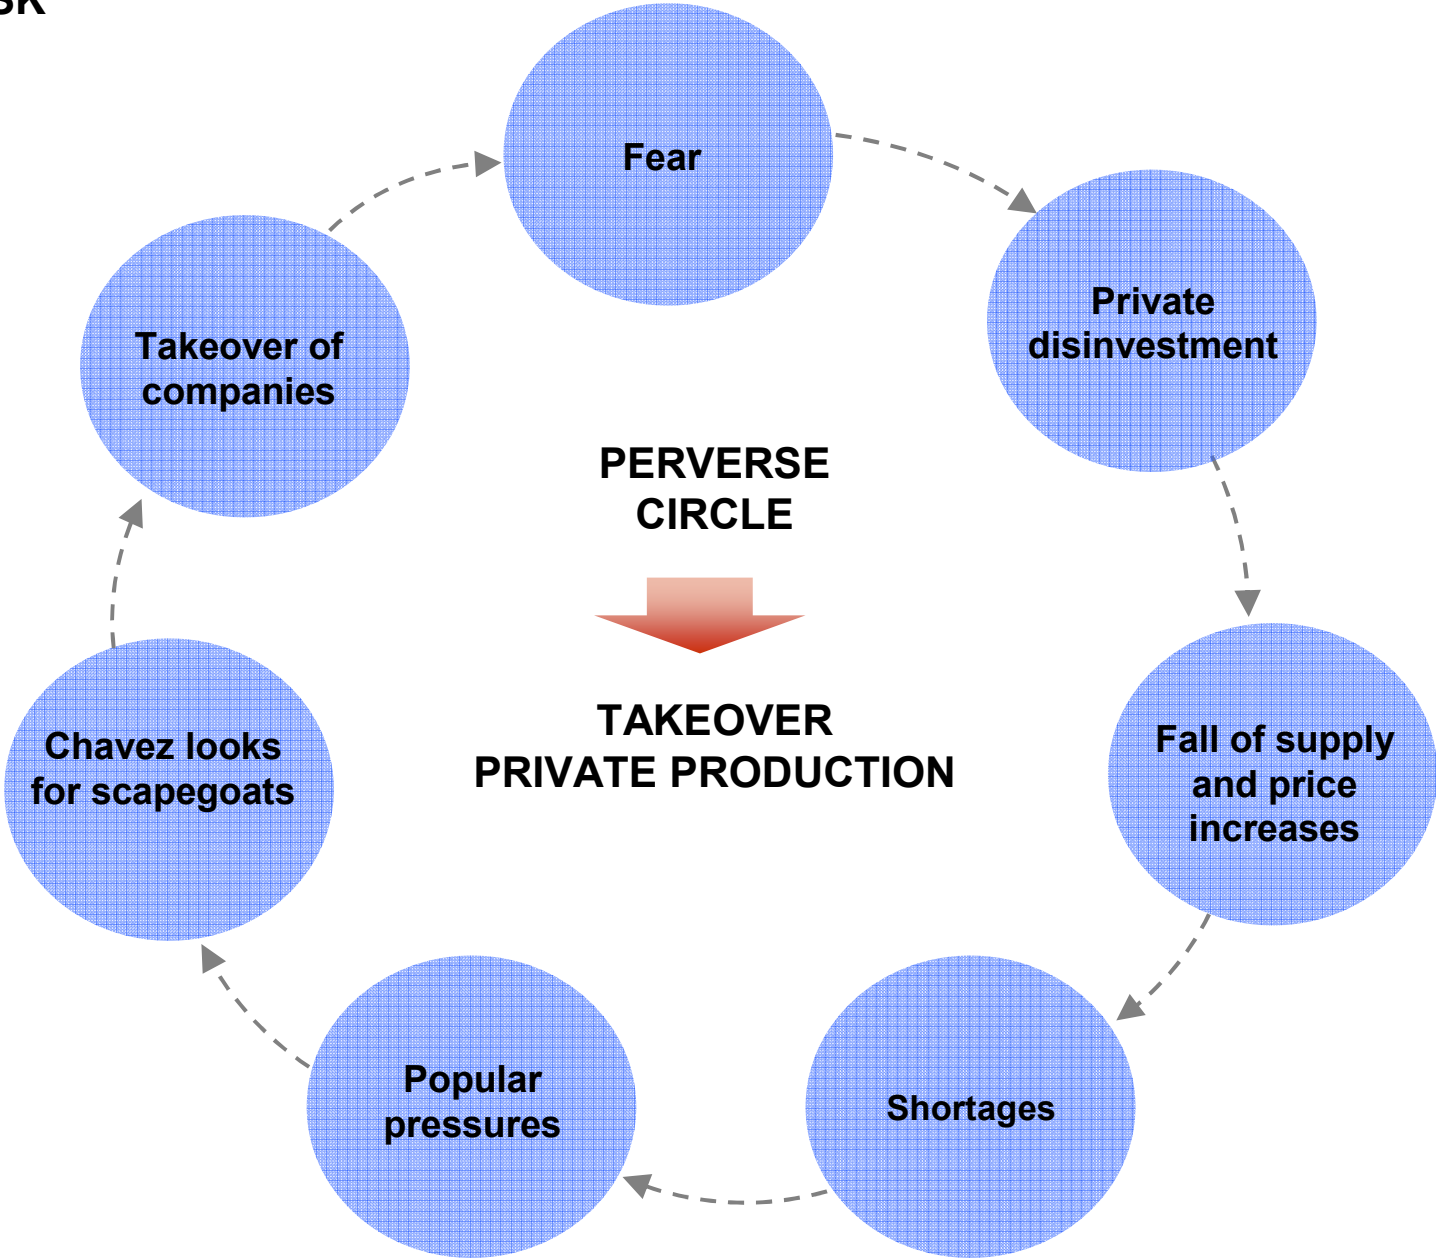 Fear
Private
disinvestment
Takeover of
companies
PERVERSE
CIRCLE
TAKEOVER
PRIVATE PRODUCTION
Fall of supply
and price
increases
Chavez looks
for scapegoats
Popular
pressures
Shortages